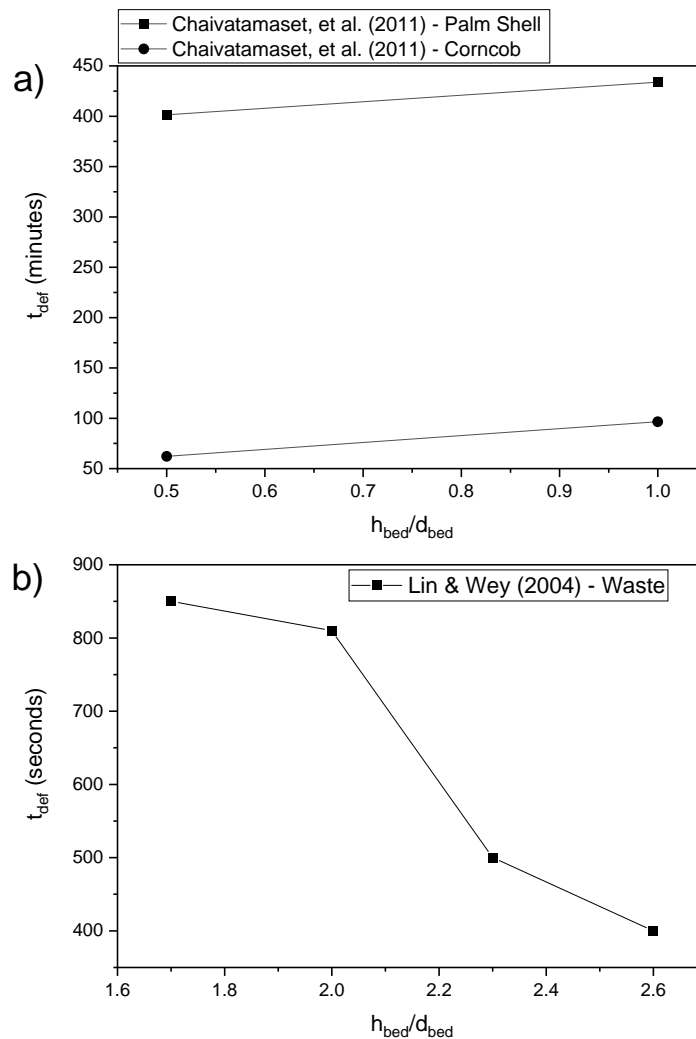 Chaivatamaset, et al. (2011) - Palm Shell
Chaivatamaset, et al. (2011) - Corncob
a)
450
400
350
300
250
200
150
100
50
t_def (minutes)
0.5 0.6 0.7 0.8 0.9 1.0
h_bed/d_bed
b)
Lin & Wey (2004) - Waste
900
800
700
600
500
400
t_def (seconds)
1.6 1.8 2.0 2.2 2.4 2.6
h_bed/d_bed